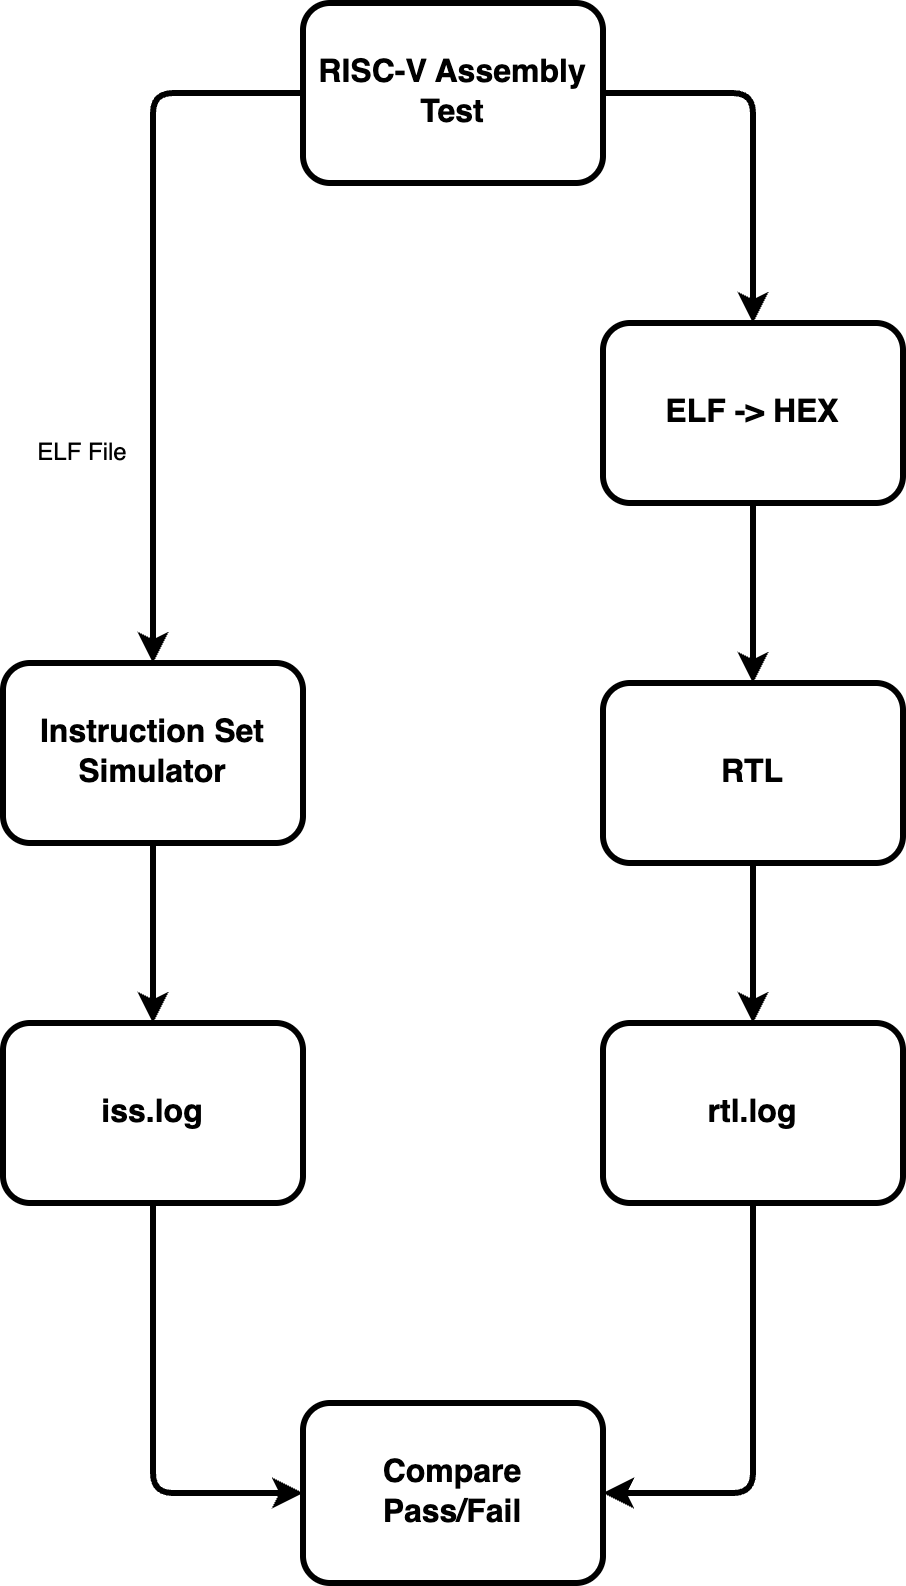 RISC-V Assembly
Test
ELF -> HEX
ELF File
Instruction Set
Simulator
RTL
iss.log
rtl.log
Compare
Pass/Fail